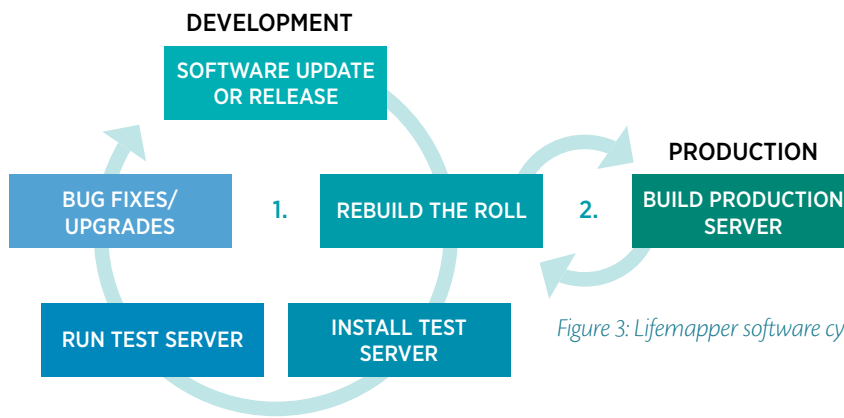 DEVELOPMENT
SOFTWARE UPDATE
OR RELEASE
PRODUCTION
BUG FIXES/
UPGRADES
1.
REBUILD THE ROLL
2.
BUILD PRODUCTION
SERVER
RUN TEST SERVER
INSTALL TEST
SERVER
Figure 3: Lifemapper software